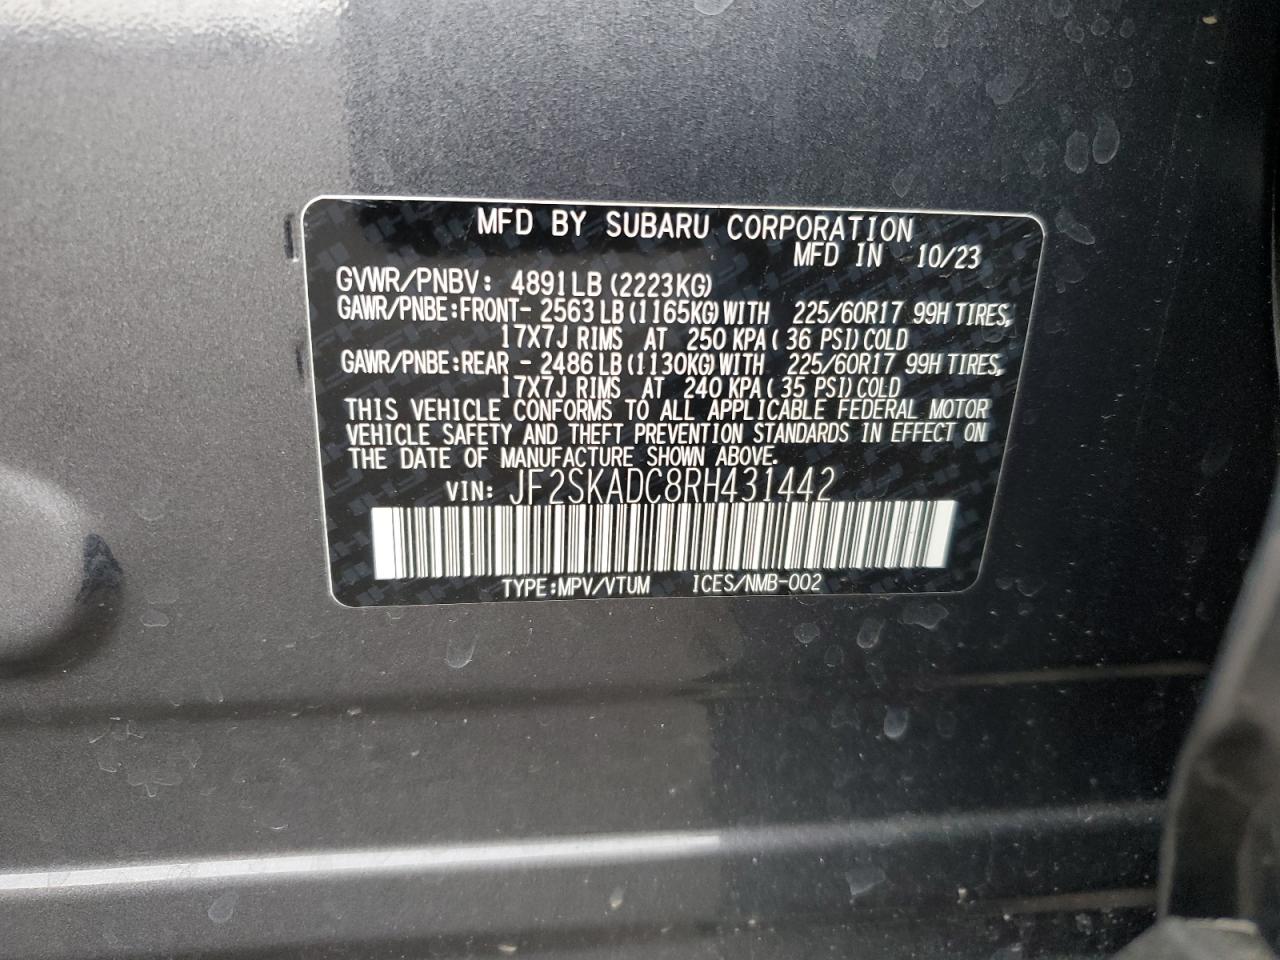 MFD BY SUBARU CORPORATION
MFD IN 10/23
GVWR/PNBV: 4891LB (2223KG)
GAWR/PNBE:FRONT- 2563LB (1165KG) WITH 225/60R17 99H TIRES,
17X7J RIMS AT 250 KPA ( 36 PSI) COLD
GAWR/PNBE:REAR - 2486LB (1130KG) WITH 225/60R17 99H TIRES,
17X7J RIMS AT 240 KPA ( 35 PSI) COLD
THIS VEHICLE CONFORMS TO ALL APPLICABLE FEDERAL MOTOR
VEHICLE SAFETY AND THEFT PREVENTION STANDARDS IN EFFECT ON
THE DATE OF MANUFACTURE SHOWN ABOVE.
VIN: JF2SKADC8RH431442
TYPE:MPV/VTUM ICES/NMB-002